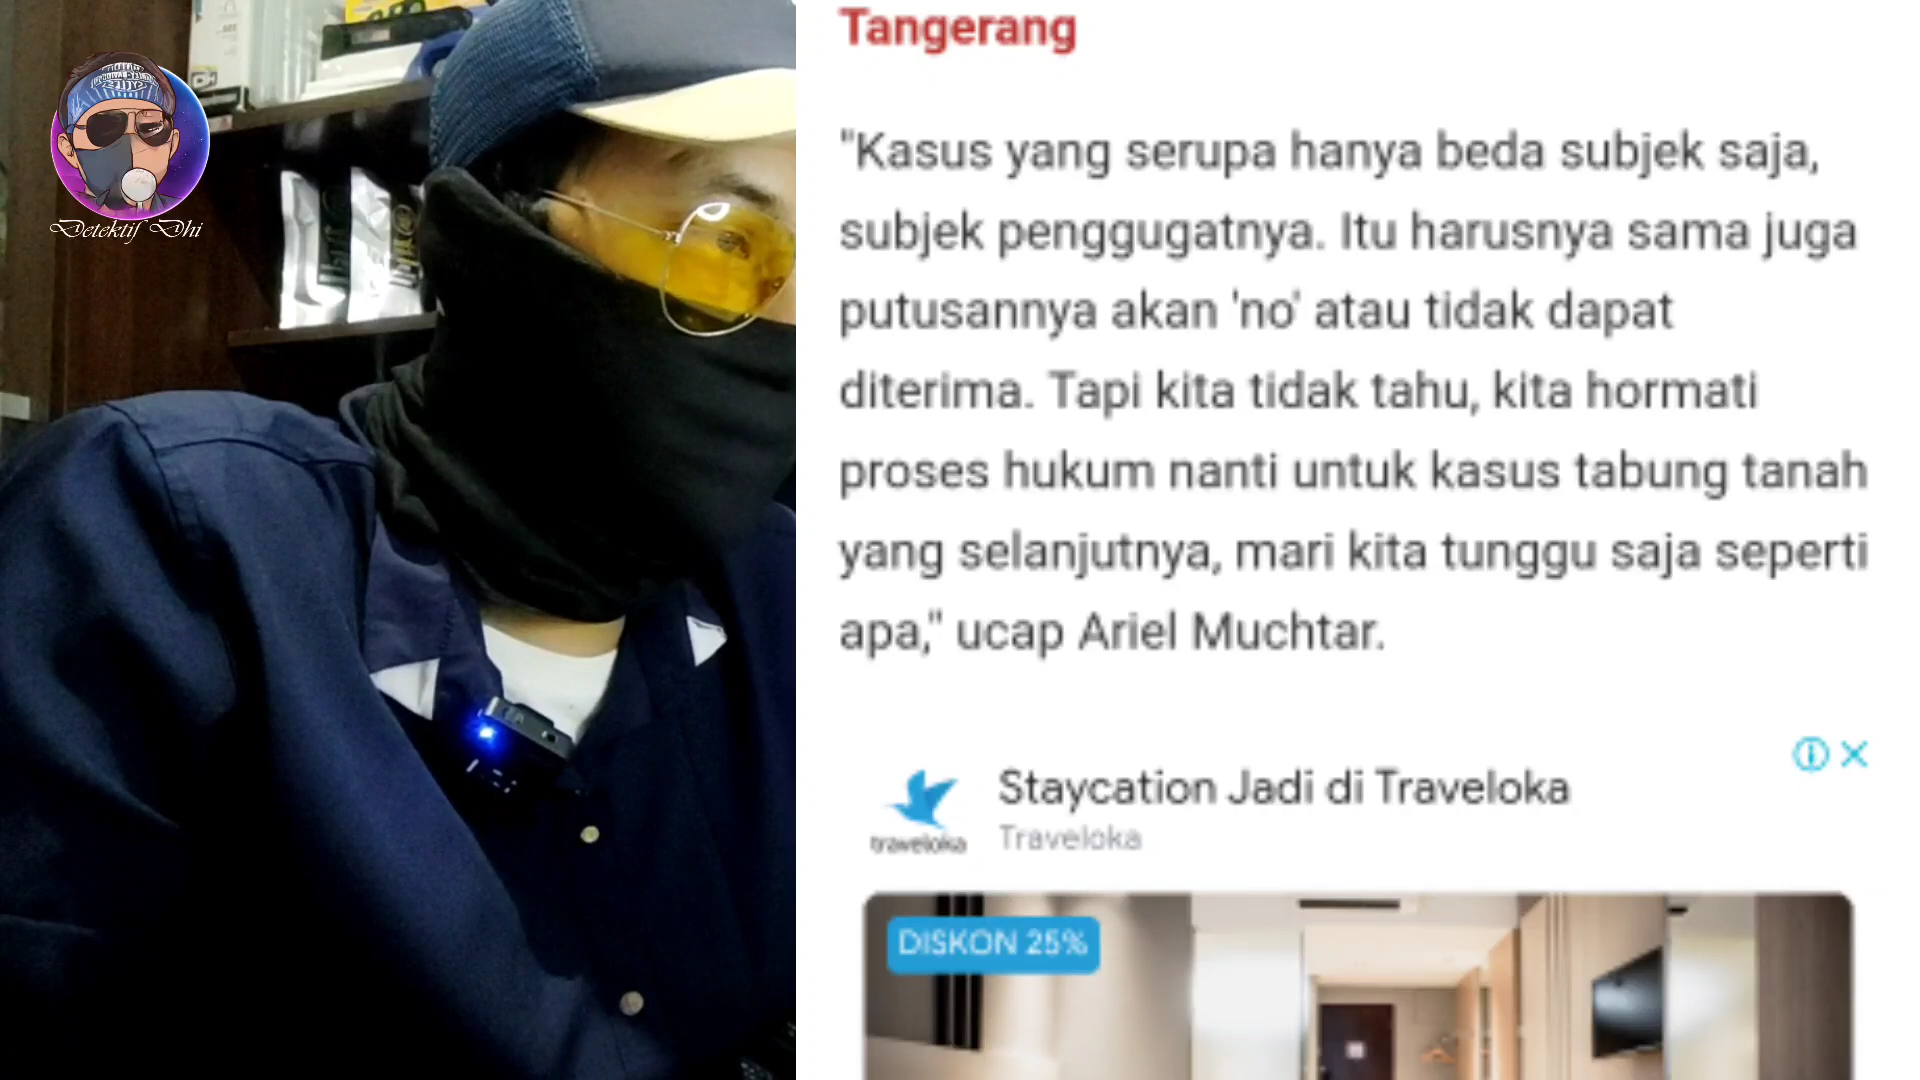 Detektif Dhi
Tangerang
"Kasus yang serupa hanya beda subjek saja,
subjek penggugatnya. Itu harusnya sama juga
putusannya akan 'no' atau tidak dapat
diterima. Tapi kita tidak tahu, kita hormati
proses hukum nanti untuk kasus tabung tanah
yang selanjutnya, mari kita tunggu saja seperti
apa," ucap Ariel Muchtar.
Staycation Jadi di Traveloka
Traveloka
traveloka
DISKON 25%